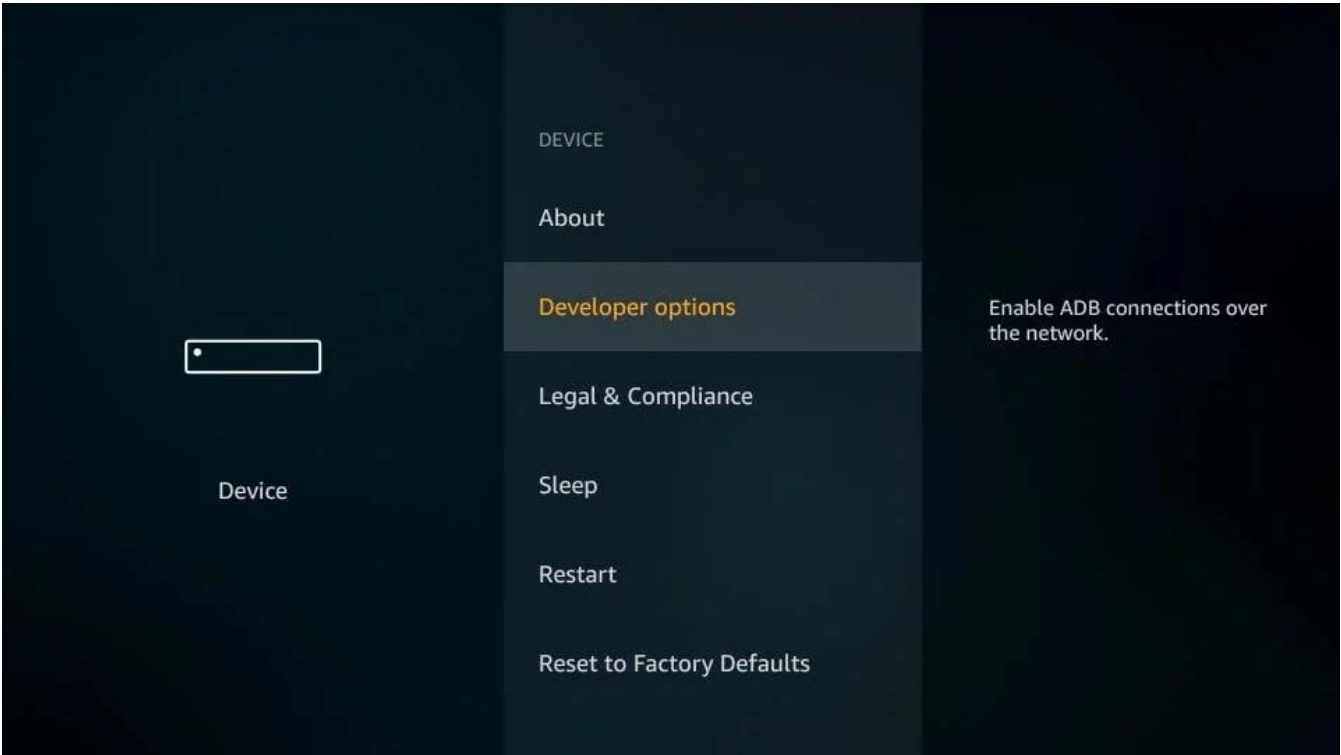 DEVICE
About
Developer options
Enable ADB connections over
the network.
Legal & Compliance
Device
Sleep
Restart
Reset to Factory Defaults